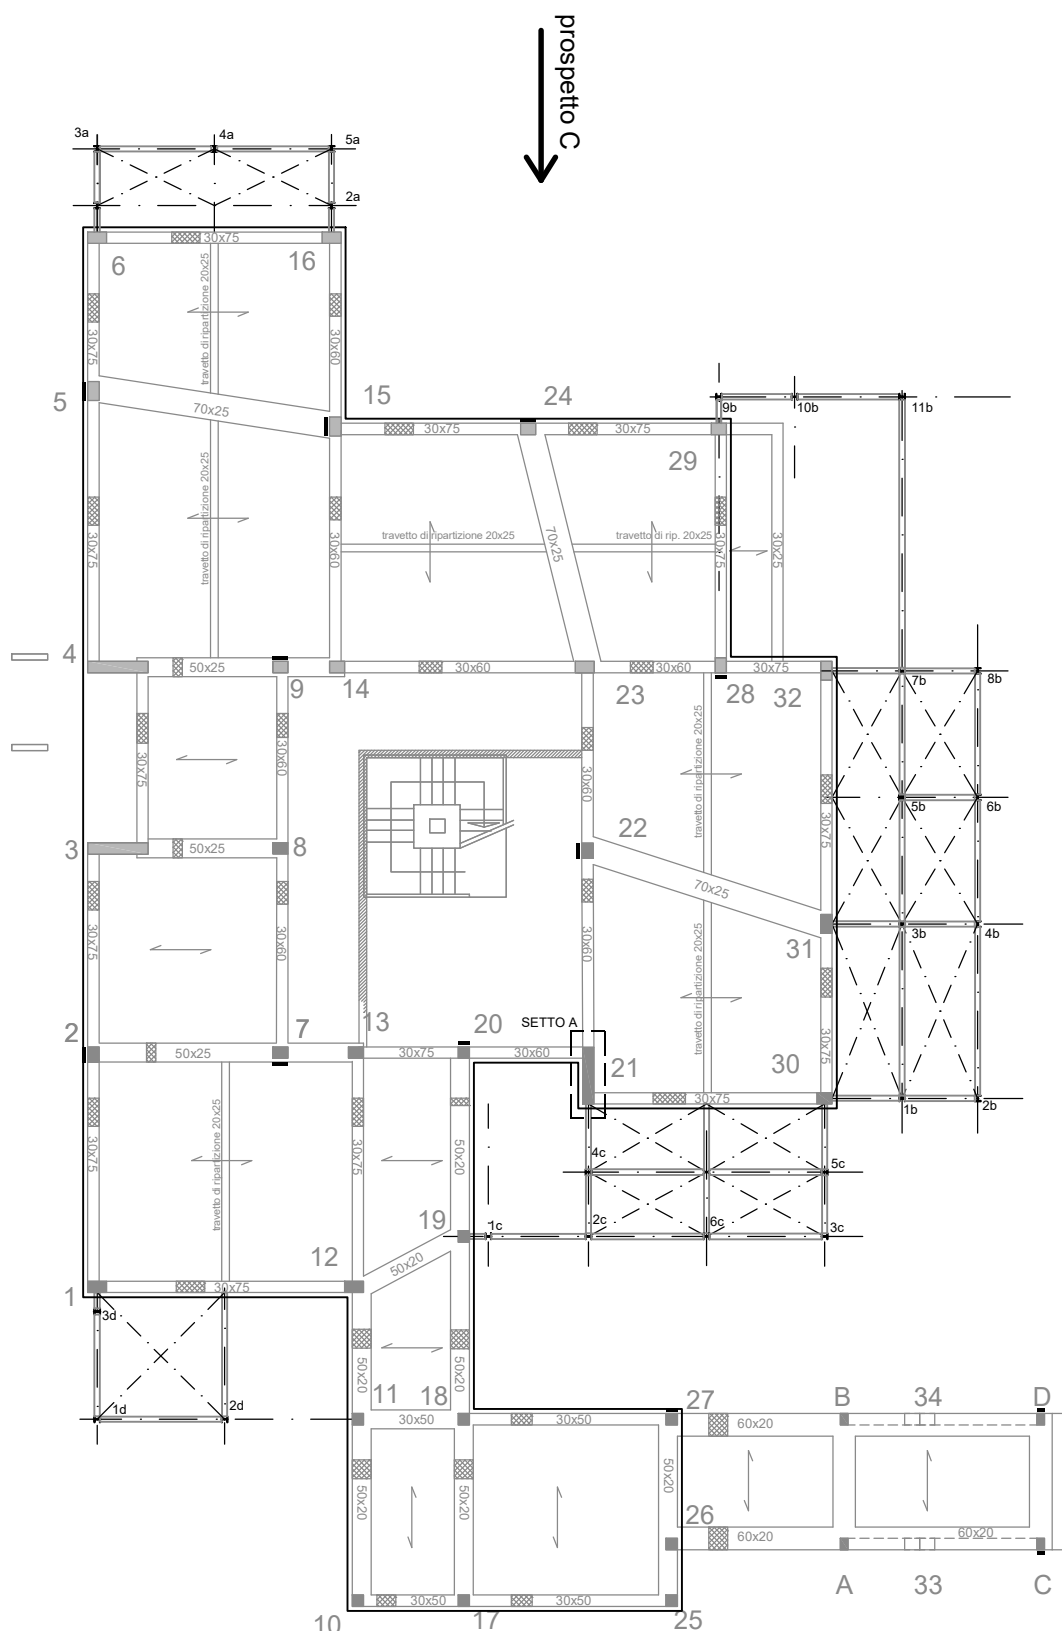 prospetto C
3a
4a
5a
2a
30x75
6
16
travetto di ripartizione 20x25
30x75
30x60
5
15
24
70x25
9b
10b
11b
30x75
30x75
29
travetto di ripartizione 20x25
30x75
30x60
travetto di ripartizione 20x25
70x25
travetto di rip. 20x25
30x75
30x25
4
50x25
9
14
30x60
23
30x60
28
30x75
32
7b
8b
30x75
30x60
30x60
travetto di ripartizione 20x25
30x75
5b
6b
22
3
50x25
8
70x25
30x75
30x60
30x60
travetto di ripartizione 20x25
31
3b
4b
2
50x25
7
13
30x75
20
30x60
SETTO A
21
30
30x75
30x75
1b
2b
30x75
travetto di ripartizione 20x25
30x75
50x20
4c
5c
19
1c
2c
6c
3c
12
50x20
1
30x75
3d
50x20
50x20
1d
2d
11
18
30x50
30x50
27
60x20
B
34
D
50x20
50x20
50x20
26
60x20
60x20
A
33
C
30x50
30x50
10
17
25